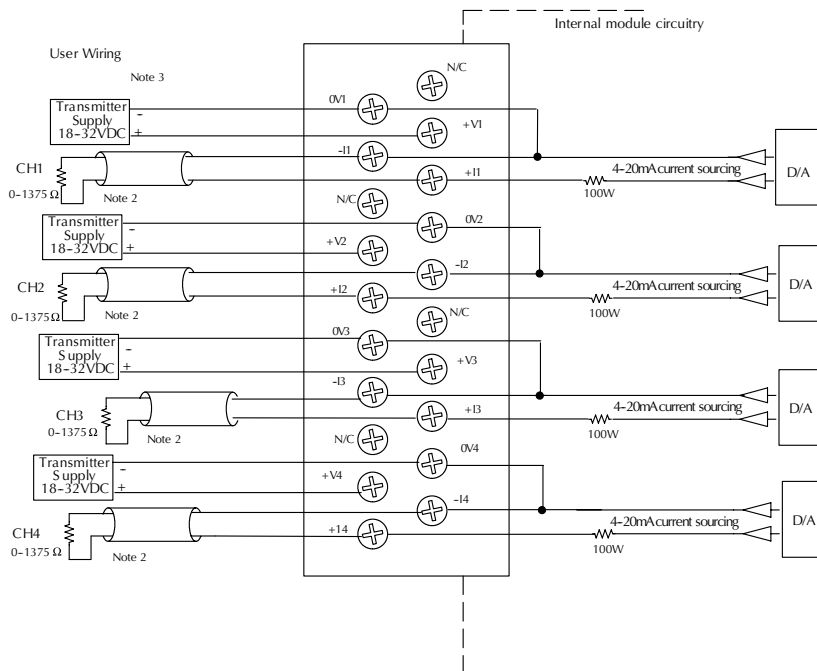 Internal module circuitry
User Wiring
Note 3
N/C
0V1
Transmitter
Supply
18-32VDC
-
+
+V1
-I1
CH1
0-1375 Ω
Note 2
+I1
4-20mA current sourcing
100W
D/A
N/C
0V2
Transmitter
Supply
18-32VDC
-
+
+V2
-I2
CH2
0-1375 Ω
Note 2
+I2
4-20mA current sourcing
100W
D/A
N/C
0V3
Transmitter
Supply
18-32VDC
-
+
+V3
-I3
CH3
0-1375 Ω
Note 2
+I3
4-20mA current sourcing
100W
D/A
N/C
0V4
Transmitter
Supply
18-32VDC
-
+
+V4
-I4
CH4
0-1375 Ω
Note 2
+14
4-20mA current sourcing
100W
D/A